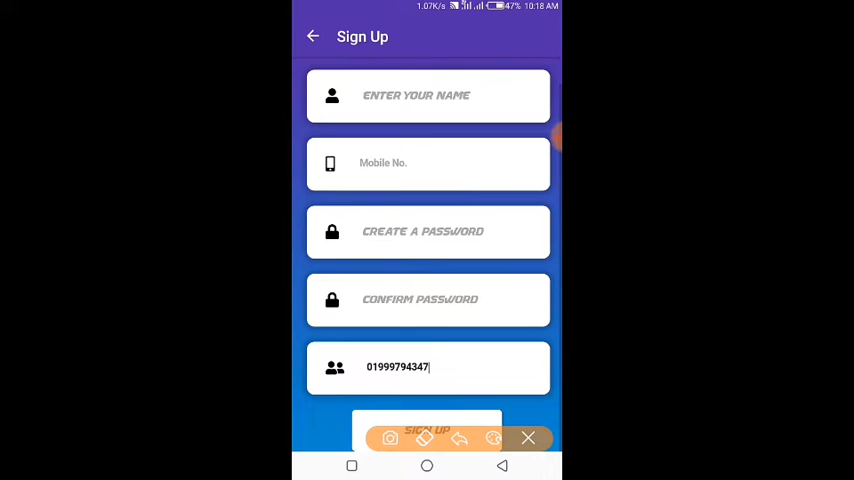 1.07K/s 47% 10:18 AM
Sign Up
ENTER YOUR NAME
Mobile No.
CREATE A PASSWORD
CONFIRM PASSWORD
01999794347
SIGN UP